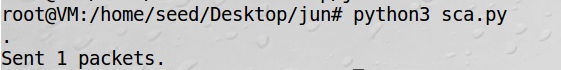 root@VM:/home/seed/Desktop/jun# python3 sca.py
.
Sent 1 packets.